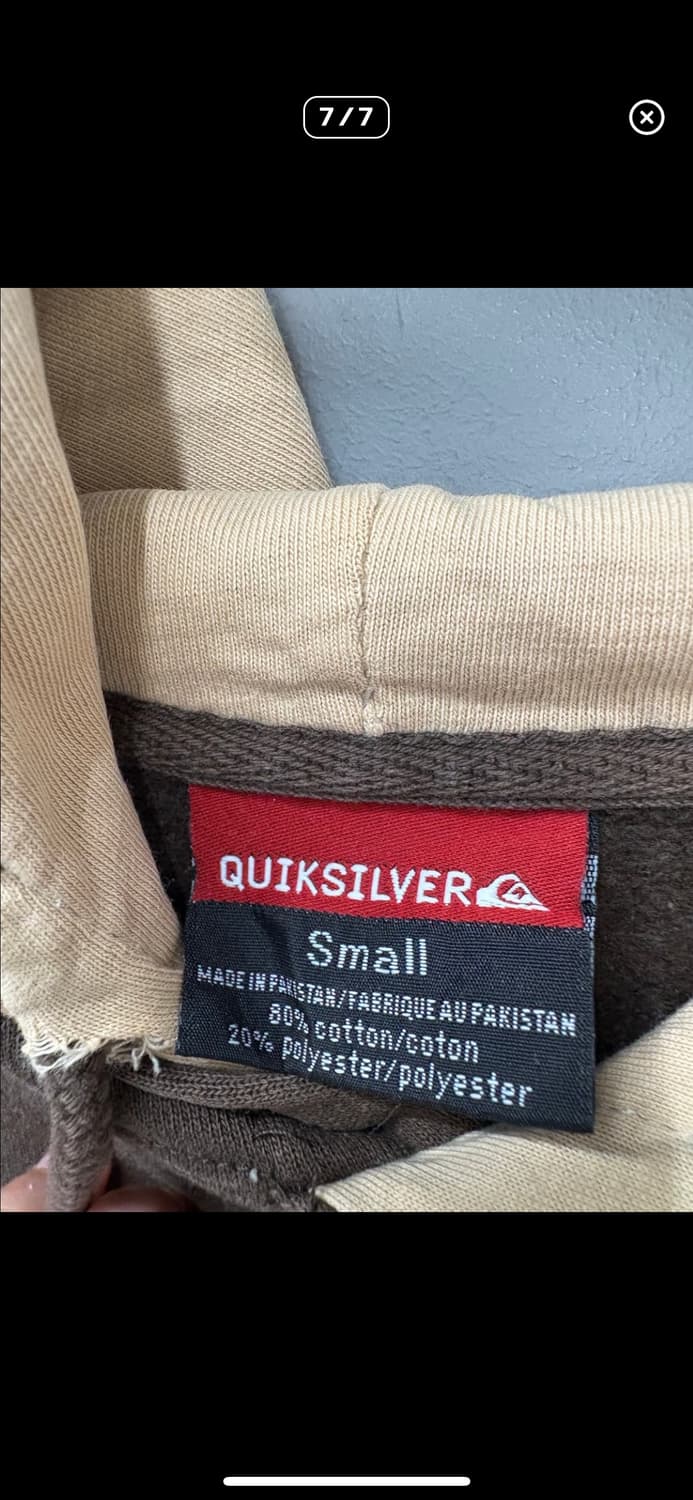 7/7
QUIKSILVER
Small
MADE IN PAKISTAN/FABRIQUE AU PAKISTAN
80% cotton/coton
20% polyester/polyester